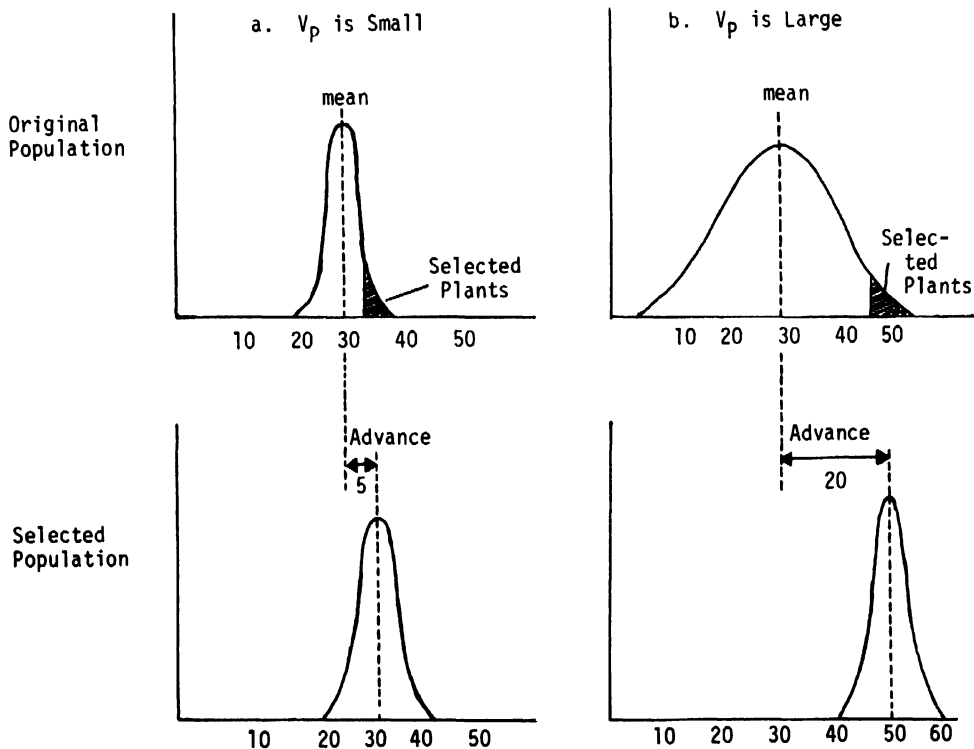 a. Vp is Small
b. Vp is Large
Original
Population
mean
mean
Selected
Plants
Selec-
ted
Plants
10 20 30 40 50
10 20 30 40 50
Selected
Population
Advance
5
Advance
20
10 20 30 40 50
10 20 30 40 50 60